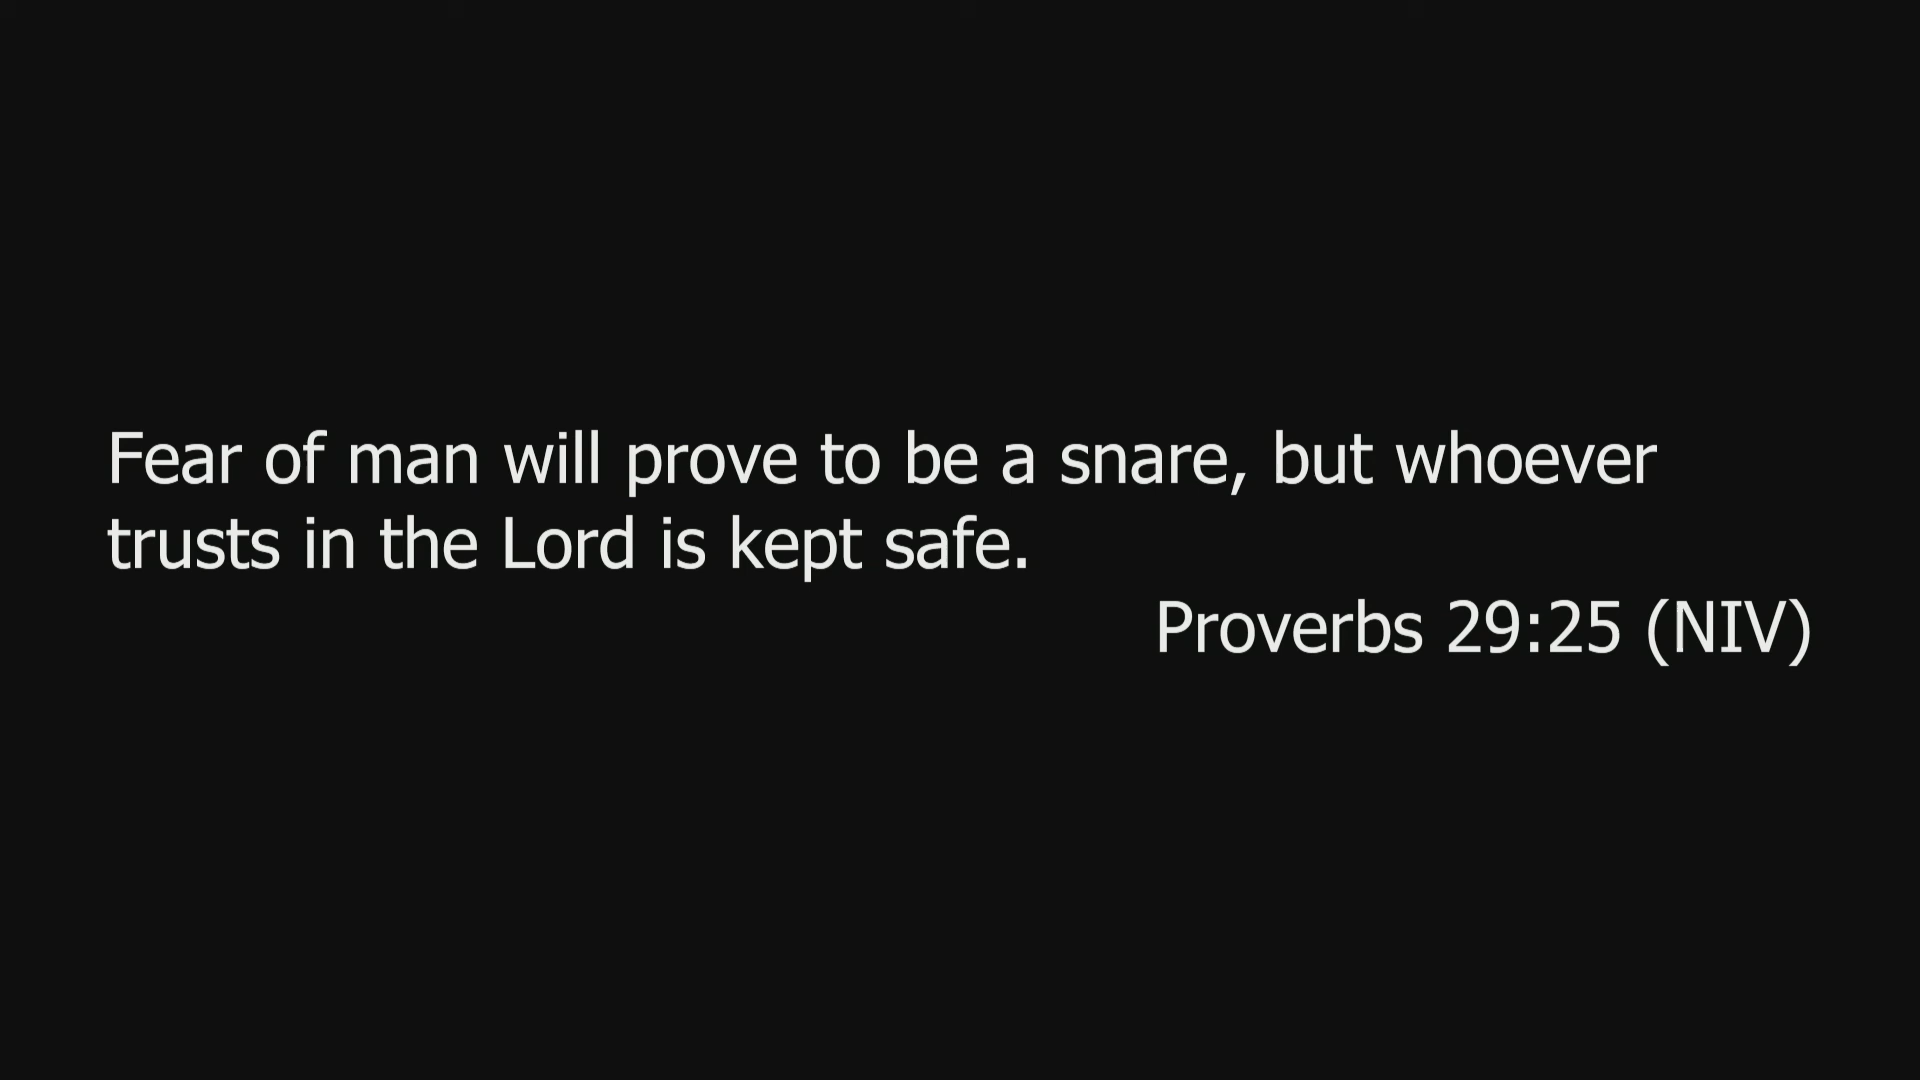 Fear of man will prove to be a snare, but whoever
trusts in the Lord is kept safe.
Proverbs 29:25 (NIV)